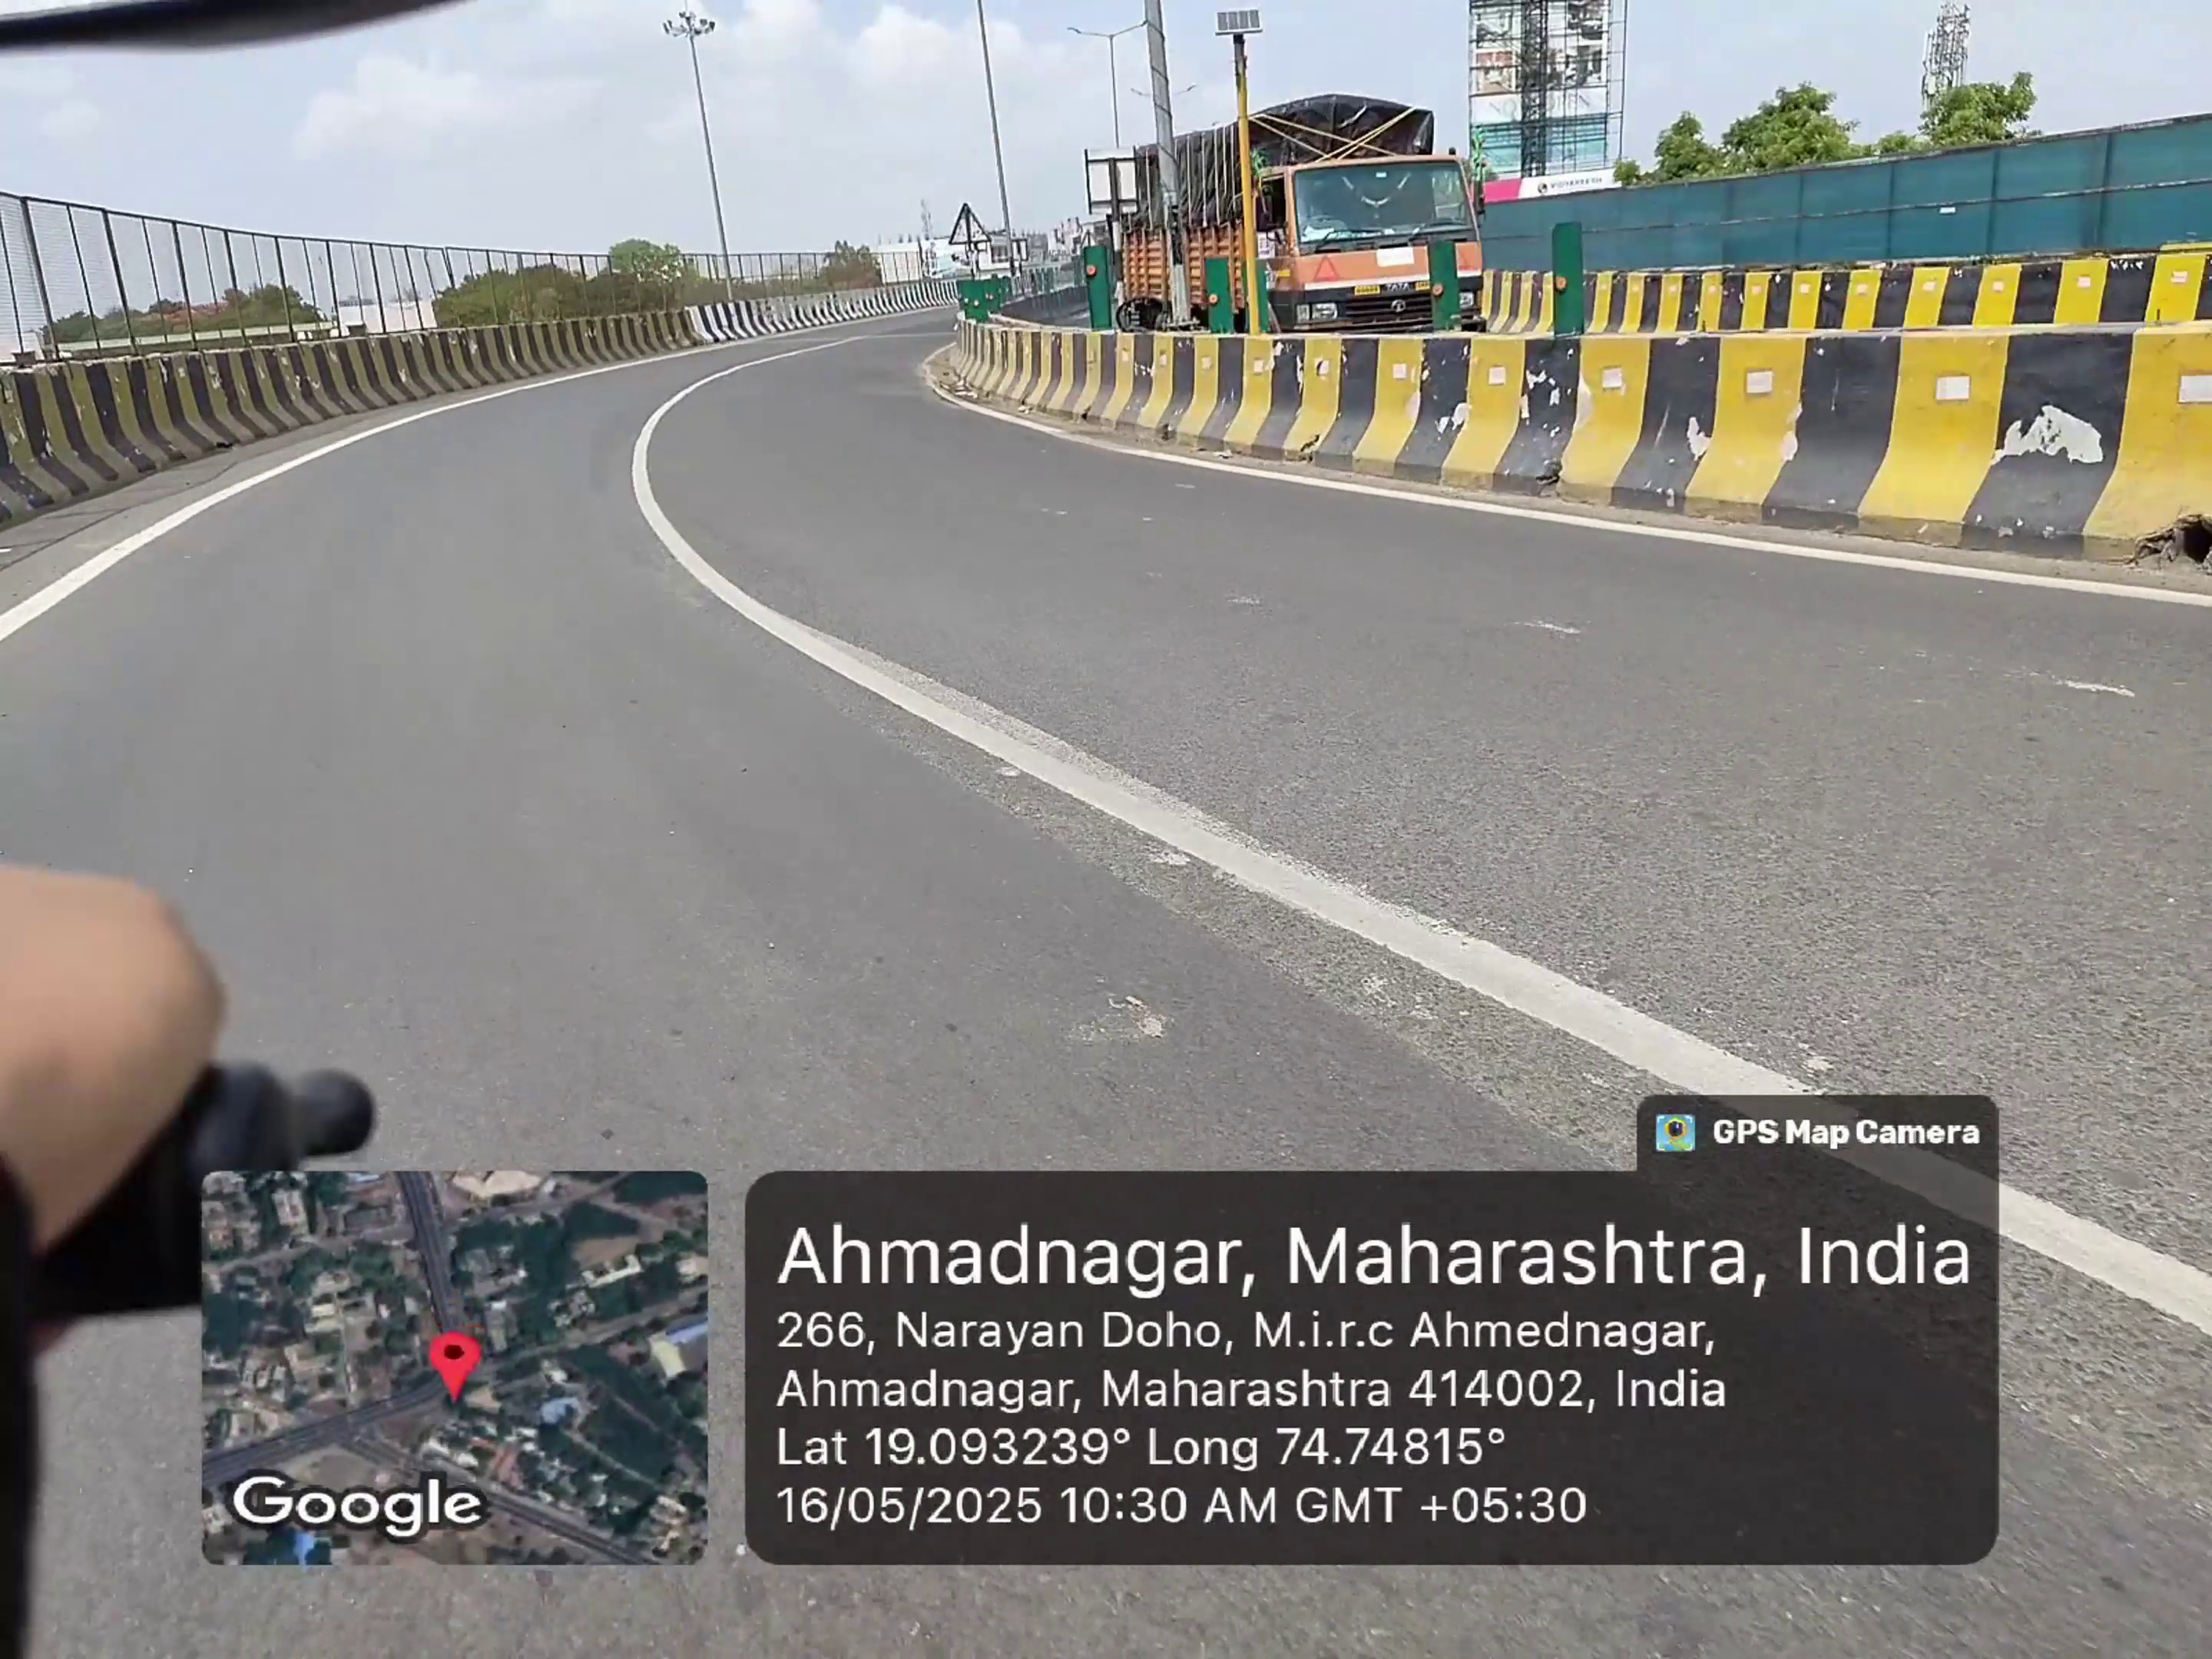 TATA
GPS Map Camera
Ahmadnagar, Maharashtra, India
266, Narayan Doho, M.i.r.c Ahmednagar,
Ahmadnagar, Maharashtra 414002, India
Lat 19.093239° Long 74.74815°
16/05/2025 10:30 AM GMT +05:30
Google